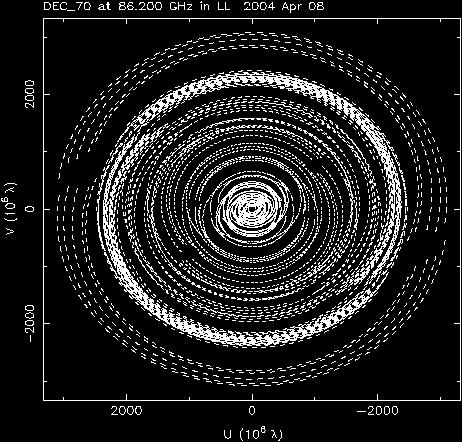 DEC_70 at 86.200 GHz in LL 2004 Apr 08
2000
0
−2000
V (10⁶ λ)
2000 0 −2000
U (10⁶ λ)